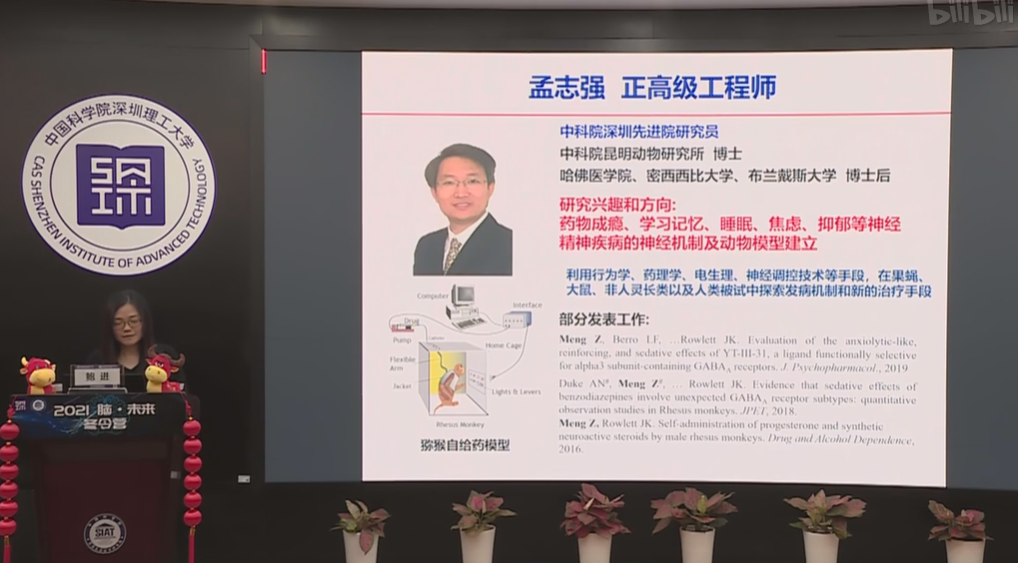 bilibili
孟志强 正高级工程师
中国科学院深圳理工大学
CAS SHENZHEN INSTITUTE OF ADVANCED TECHNOLOGY
中科院深圳先进院研究员
中科院昆明动物研究所 博士
哈佛医学院、密西西比大学、布兰戴斯大学 博士后
研究兴趣和方向:
药物成瘾、学习记忆、睡眠、焦虑、抑郁等神经
精神疾病的神经机制及动物模型建立
利用行为学、药理学、电生理、神经调控技术等手段，在果蝇、
大鼠、非人灵长类以及人类被试中探索发病机制和新的治疗手段
Computer
Interface
Drug
Pump
Home Cage
Flexible
Arm
Jacket
Lights & Levers
Rhesus Monkey
猕猴自给药模型
部分发表工作:
Meng Z, Berro LF, …Rowlett JK. Evaluation of the anxiolytic-like,
reinforcing, and sedative effects of YT-III-31, a ligand functionally selective
for alpha3 subunit-containing GABAA receptors. J. Psychopharmacol., 2019
Duke AN#, Meng Z#, … Rowlett JK. Evidence that sedative effects of
benzodiazepines involve unexpected GABAA receptor subtypes: quantitative
observation studies in Rhesus monkeys. JPET, 2018.
Meng Z, Rowlett JK. Self-administration of progesterone and synthetic
neuroactive steroids by male rhesus monkeys. Drug and Alcohol Dependence,
2016.
鲍 进
2021 脑·未来
冬令营
SIAT